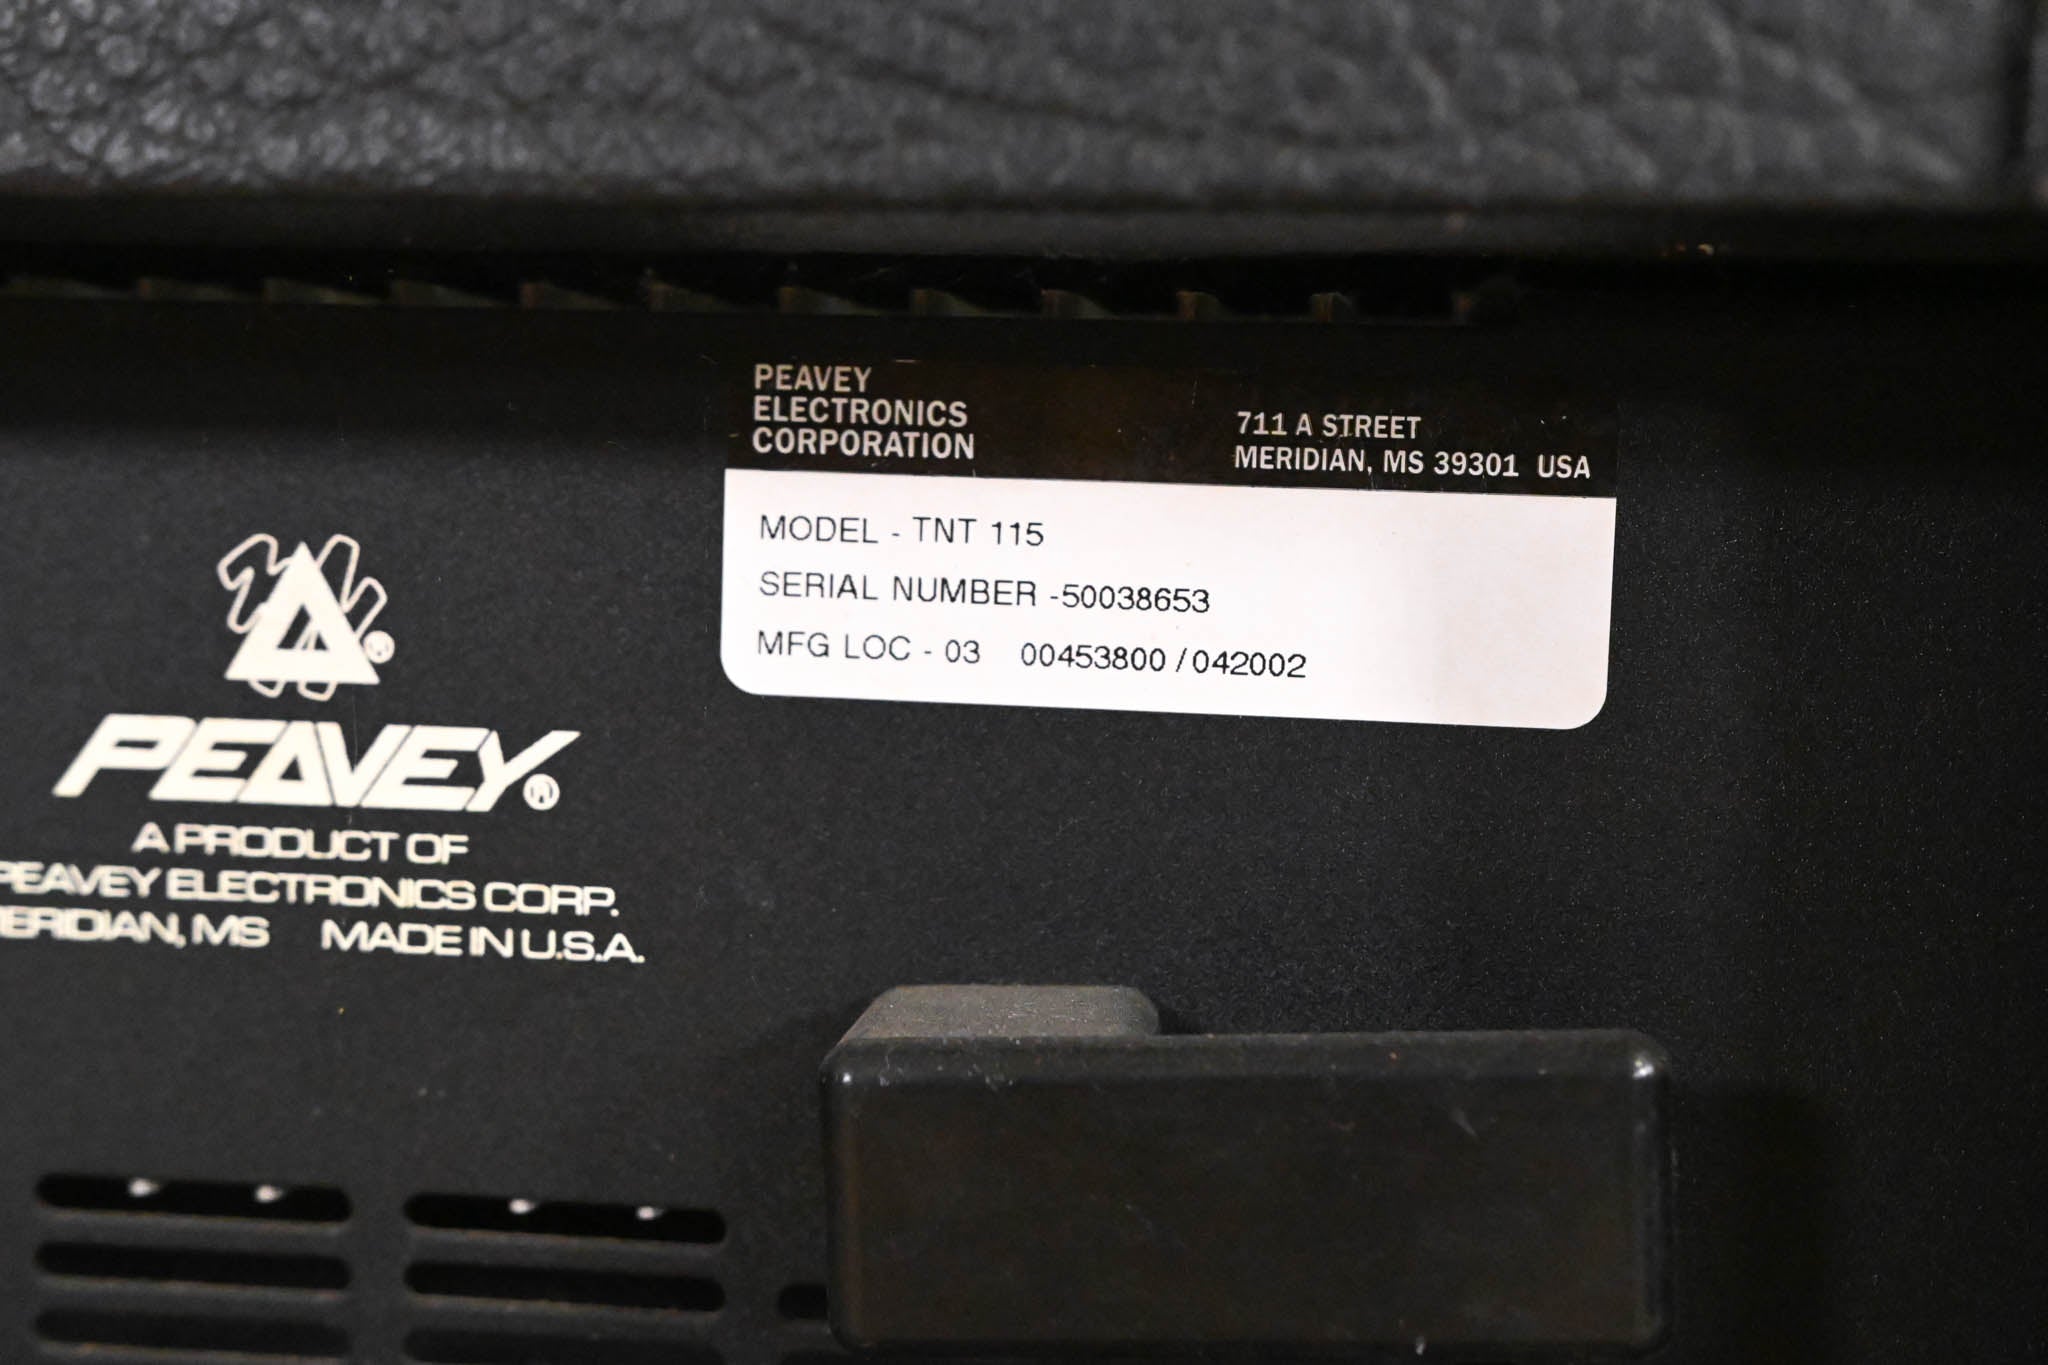 PEAVEY
ELECTRONICS
CORPORATION
711 A STREET
MERIDIAN, MS 39301 USA
MODEL - TNT 115
SERIAL NUMBER -50038653
MFG LOC - 03 00453800 / 042002
PEAVEY®
A PRODUCT OF
PEAVEY ELECTRONICS CORP.
MERIDIAN, MS MADE IN U.S.A.